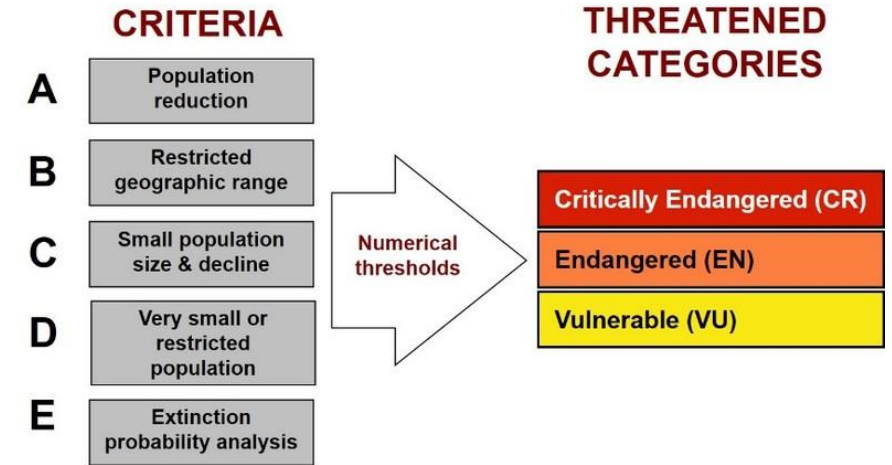 CRITERIA
A
Population
reduction
B
Restricted
geographic range
C
Small population
size & decline
D
Very small or
restricted
population
E
Extinction
probability analysis
Numerical
thresholds
THREATENED
CATEGORIES
Critically Endangered (CR)
Endangered (EN)
Vulnerable (VU)